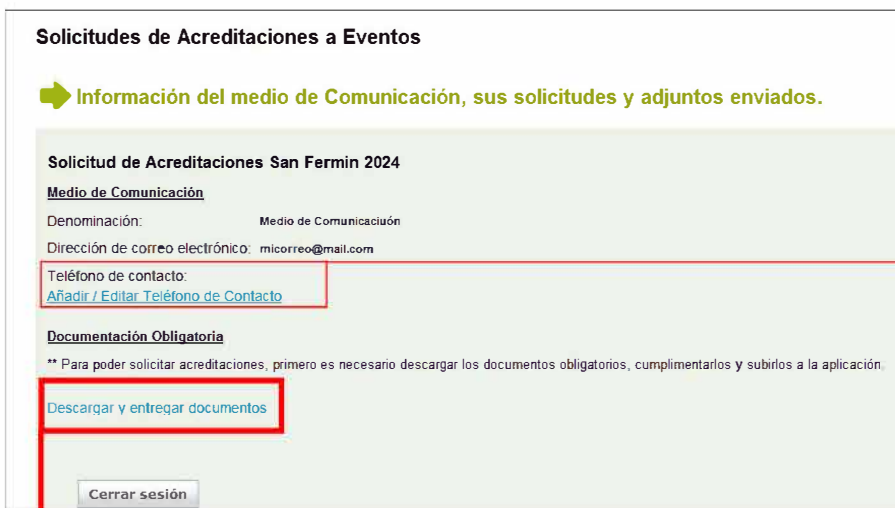 Solicitudes de Acreditaciones a Eventos
Información del medio de Comunicación, sus solicitudes y adjuntos enviados.
Solicitud de Acreditaciones San Fermin 2024
Medio de Comunicación
Denominación: Medio de Comunicaciuón
Dirección de correo electrónico: micorreo@mail.com
Teléfono de contacto:
Añadir / Editar Teléfono de Contacto
Documentación Obligatoria
** Para poder solicitar acreditaciones, primero es necesario descargar los documentos obligatorios, cumplimentarlos y subirlos a la aplicación.
Descargar y entregar documentos
Cerrar sesión